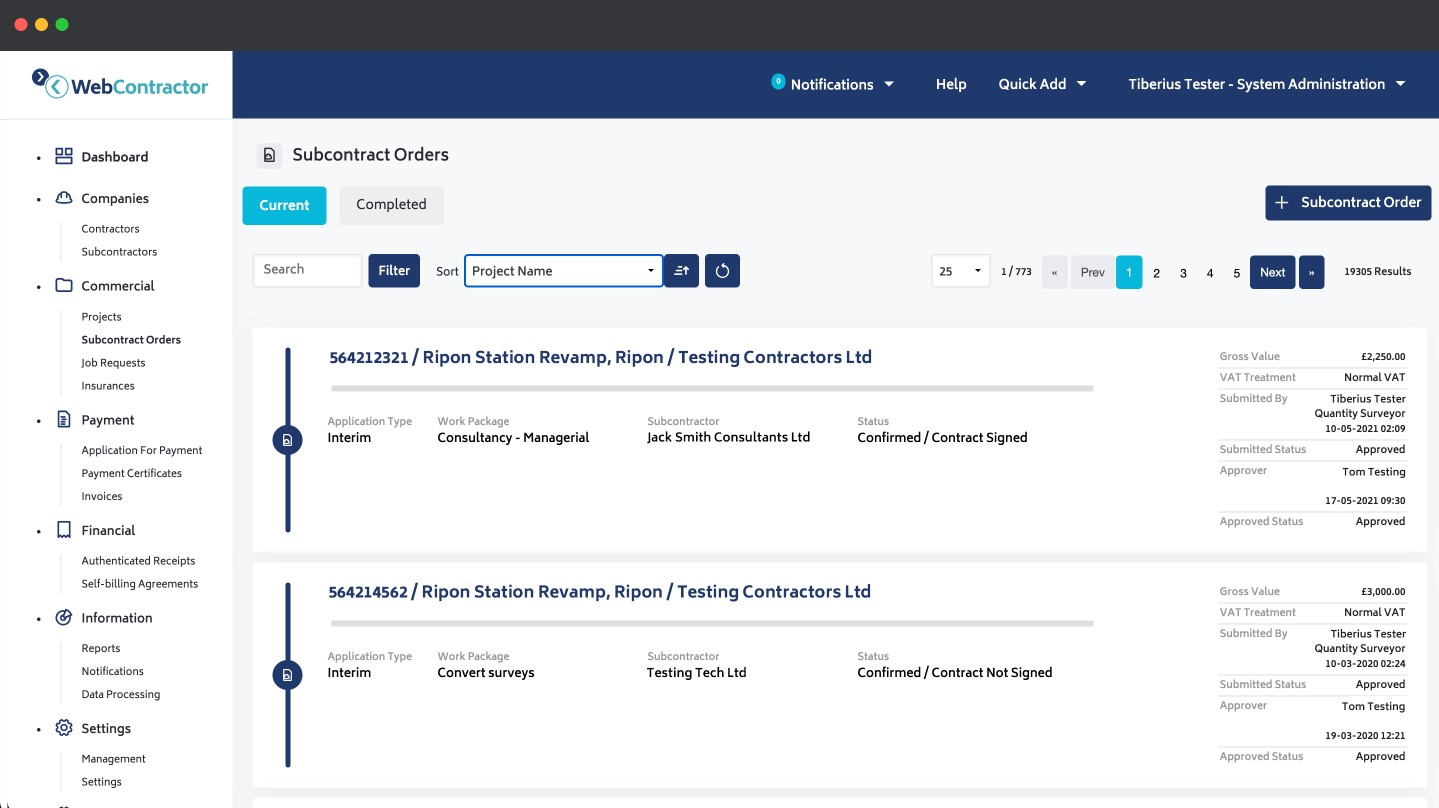 WebContractor
0
Notifications
Help
Quick Add
Tiberius Tester - System Administration
Dashboard
Companies
Contractors
Subcontractors
Commercial
Projects
Subcontract Orders
Job Requests
Insurances
Payment
Application For Payment
Payment Certificates
Invoices
Financial
Authenticated Receipts
Self-billing Agreements
Information
Reports
Notifications
Data Processing
Settings
Management
Settings
Subcontract Orders
Current
Completed
+ Subcontract Order
Search
Filter
Sort
Project Name
25
1 / 773
«
Prev
1
2
3
4
5
Next
»
19305 Results
564212321 / Ripon Station Revamp, Ripon / Testing Contractors Ltd
Application Type
Interim
Work Package
Consultancy - Managerial
Subcontractor
Jack Smith Consultants Ltd
Status
Confirmed / Contract Signed
Gross Value £2,250.00
VAT Treatment Normal VAT
Submitted By Tiberius Tester
Quantity Surveyor
10-05-2021 02:09
Submitted Status Approved
Approver Tom Testing
17-05-2021 09:30
Approved Status Approved
564214562 / Ripon Station Revamp, Ripon / Testing Contractors Ltd
Application Type
Interim
Work Package
Convert surveys
Subcontractor
Testing Tech Ltd
Status
Confirmed / Contract Not Signed
Gross Value £3,000.00
VAT Treatment Normal VAT
Submitted By Tiberius Tester
Quantity Surveyor
10-03-2020 02:24
Submitted Status Approved
Approver Tom Testing
19-03-2020 12:21
Approved Status Approved